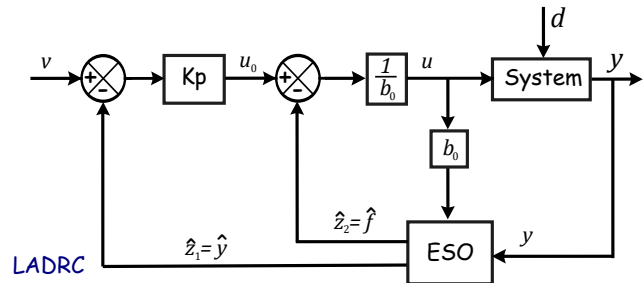 d
v
+
-
Kp
u₀
+
-
1
b₀
u
System
y
b₀
ẑ₂=f̂
ẑ₁=ŷ
ESO
y
LADRC